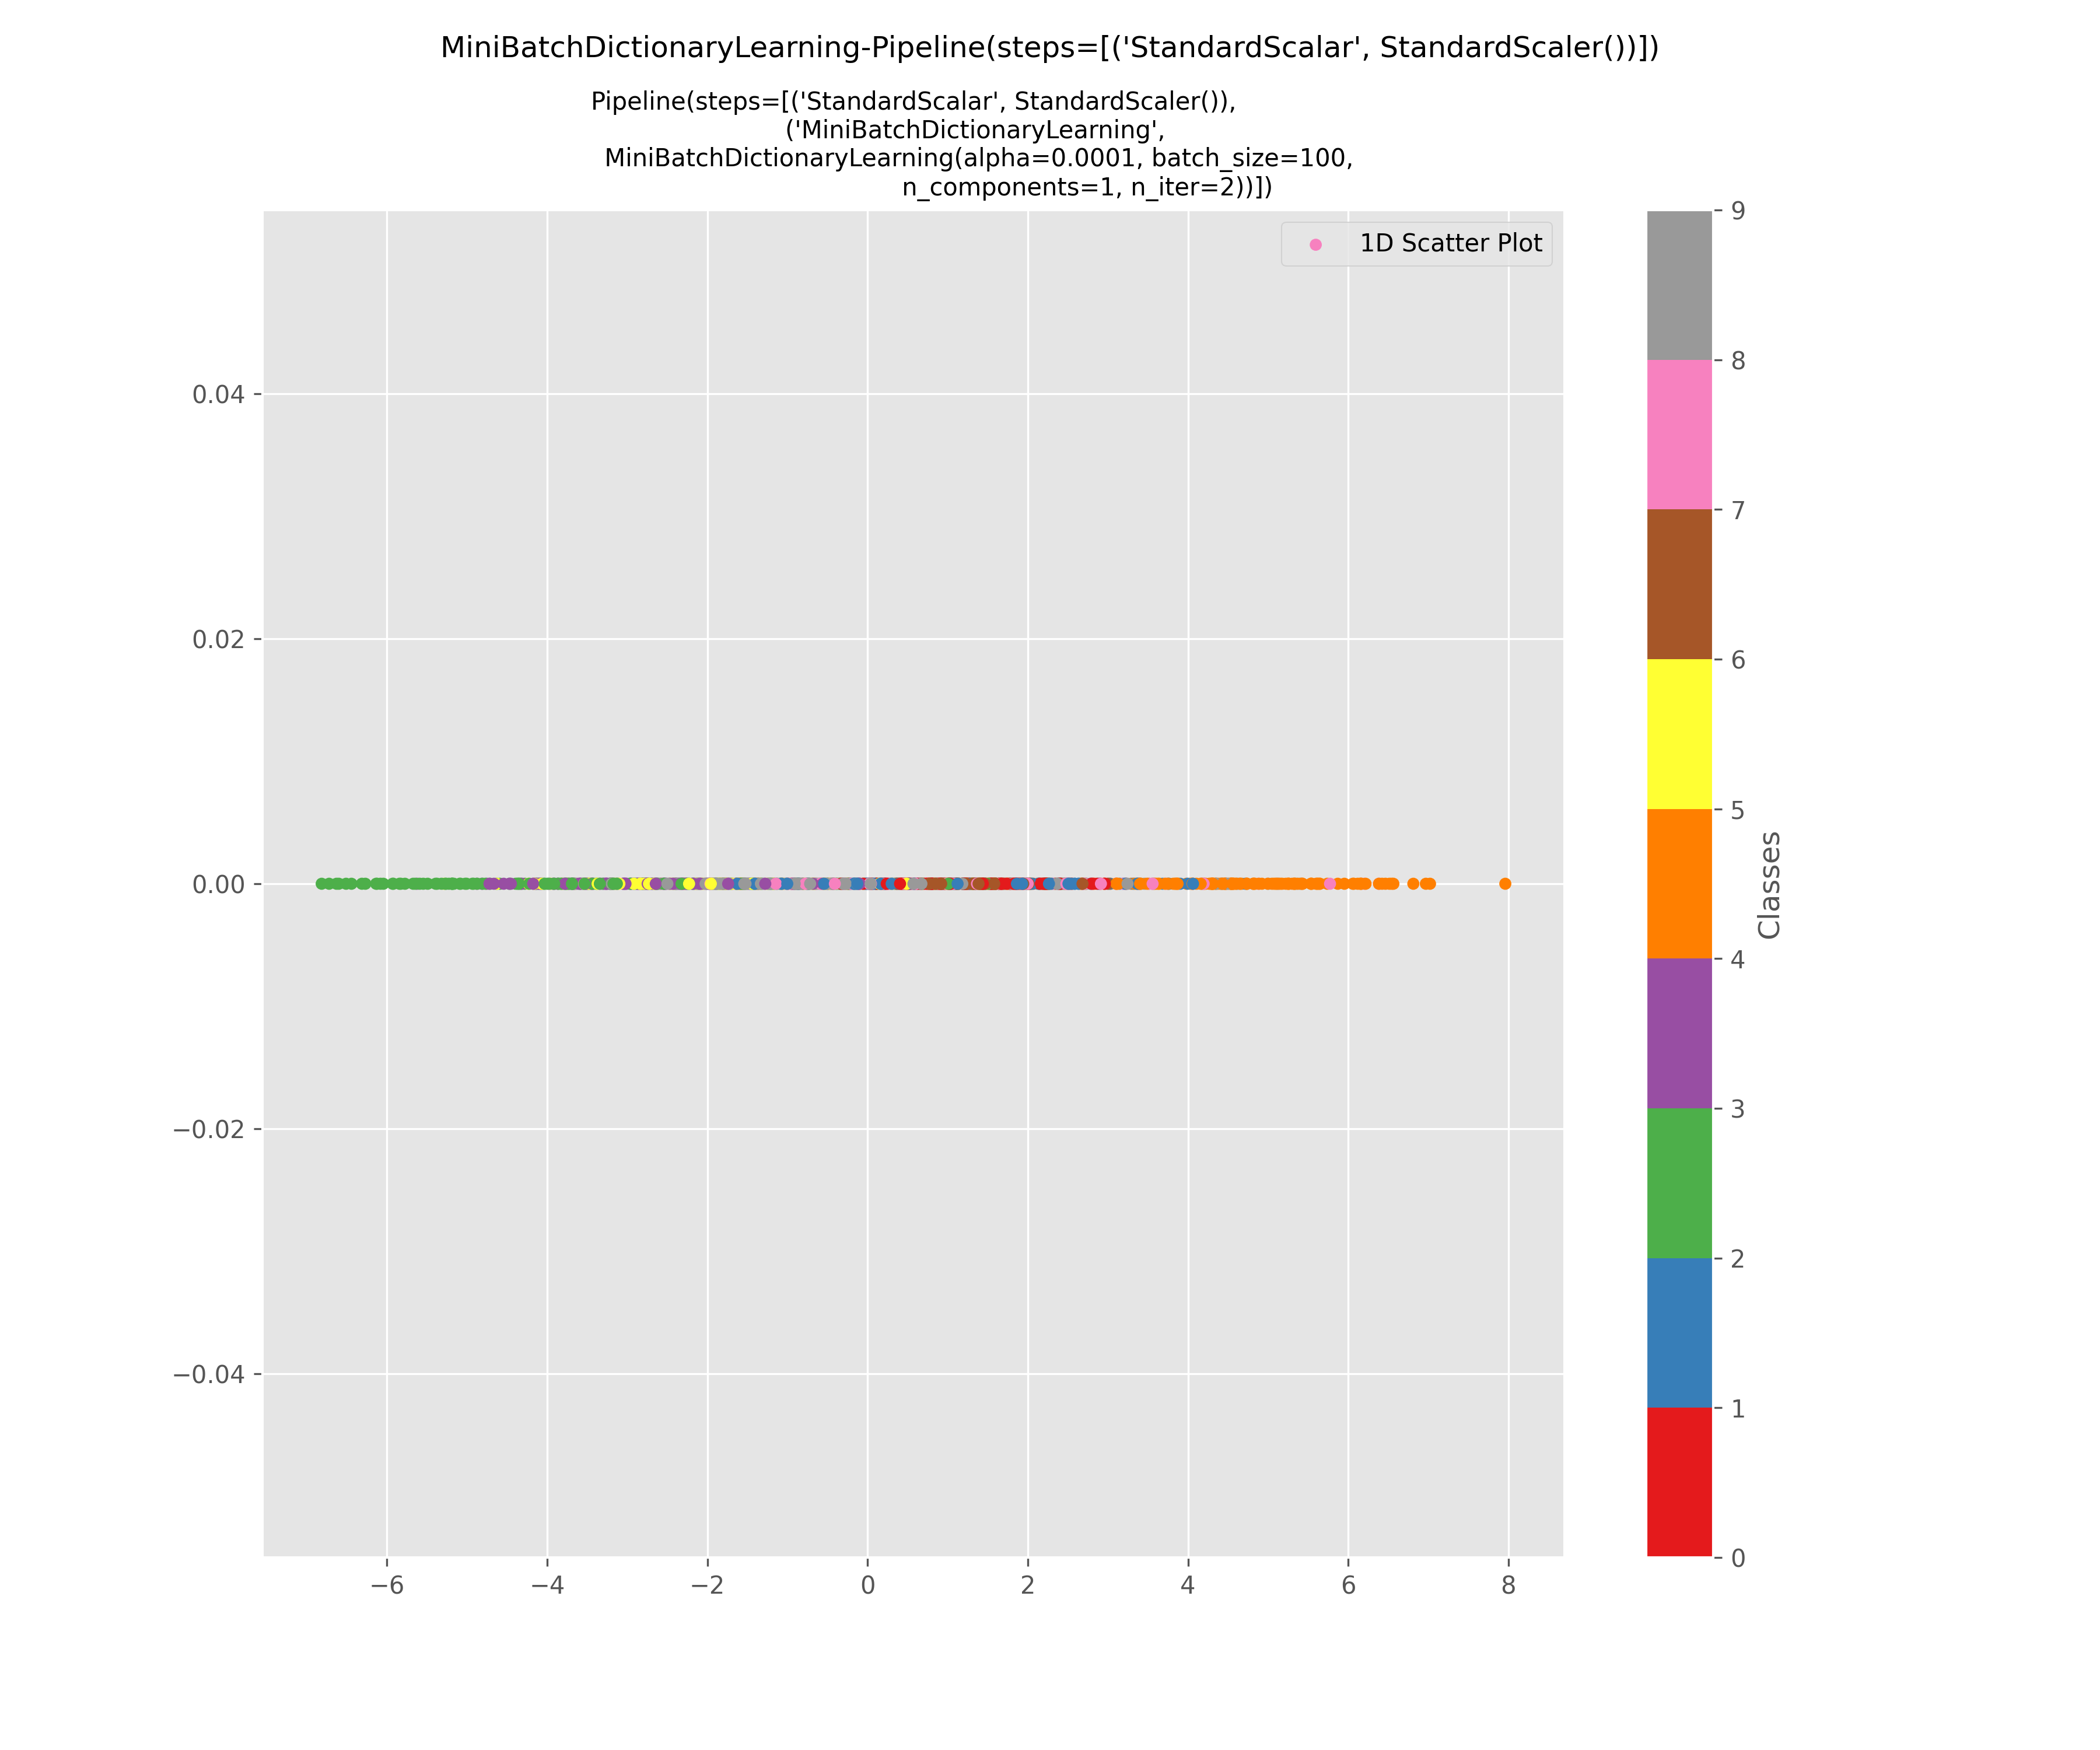 MiniBatchDictionaryLearning-Pipeline(steps=[('StandardScalar', StandardScaler())])
Pipeline(steps=[('StandardScalar', StandardScaler()),
('MiniBatchDictionaryLearning',
MiniBatchDictionaryLearning(alpha=0.0001, batch_size=100,
n_components=1, n_iter=2))])
1D Scatter Plot
0.04
0.02
0.00
−0.02
−0.04
−6 −4 −2 0 2 4 6 8
9
8
7
6
5
4
3
2
1
0
Classes